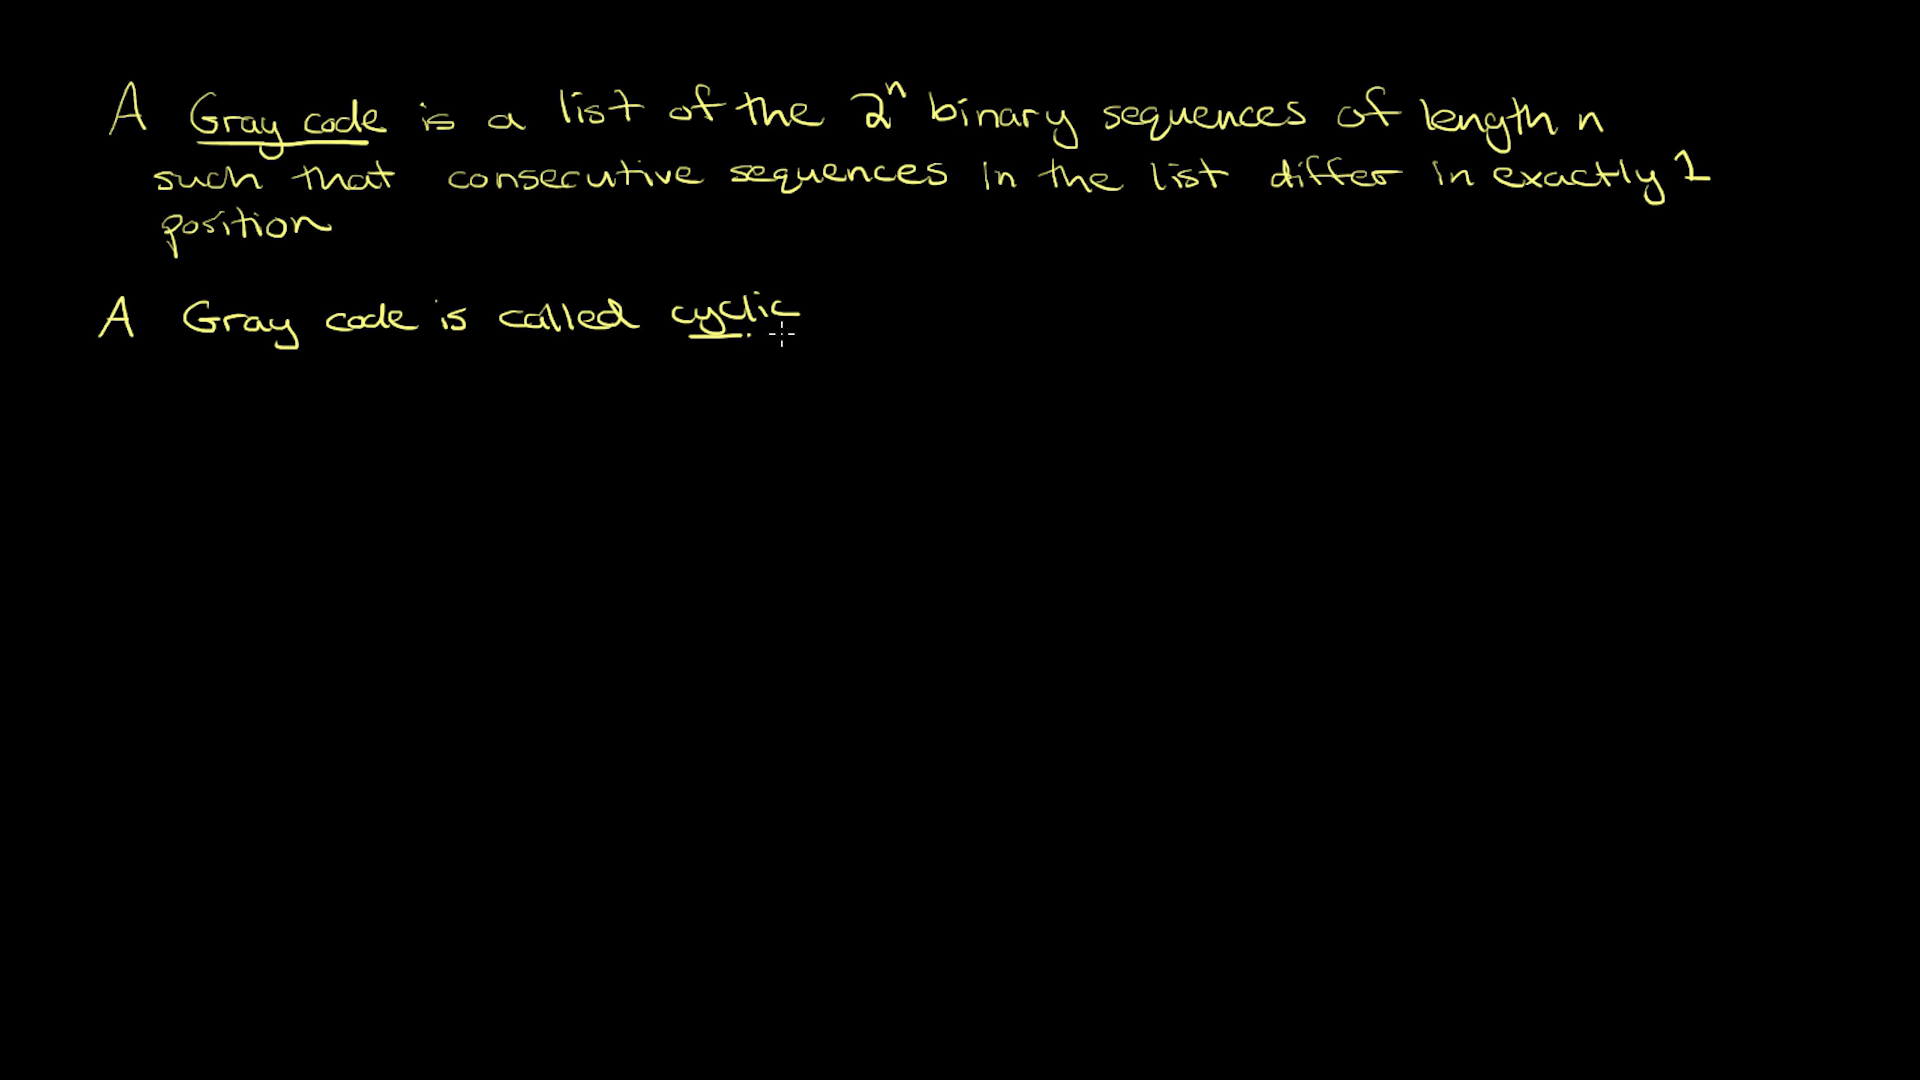 A Gray code is a list of the 2ⁿ binary sequences of length n
such that consecutive sequences in the list differ in exactly 1
position
A Gray code is called cyclic